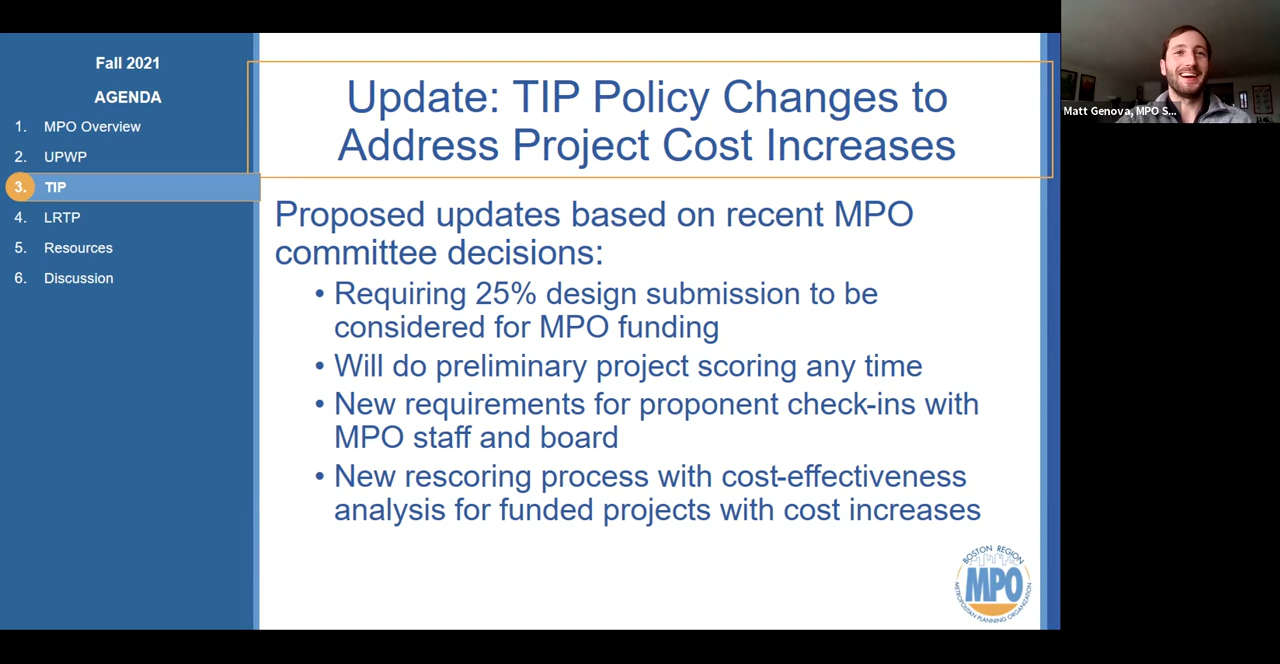 Fall 2021
AGENDA
1. MPO Overview
2. UPWP
3. TIP
4. LRTP
5. Resources
6. Discussion
Update: TIP Policy Changes to
Address Project Cost Increases
Proposed updates based on recent MPO
committee decisions:
• Requiring 25% design submission to be
considered for MPO funding
• Will do preliminary project scoring any time
• New requirements for proponent check-ins with
MPO staff and board
• New rescoring process with cost-effectiveness
analysis for funded projects with cost increases
BOSTON REGION
MPO
METROPOLITAN PLANNING ORGANIZATION
Matt Genova, MPO S...